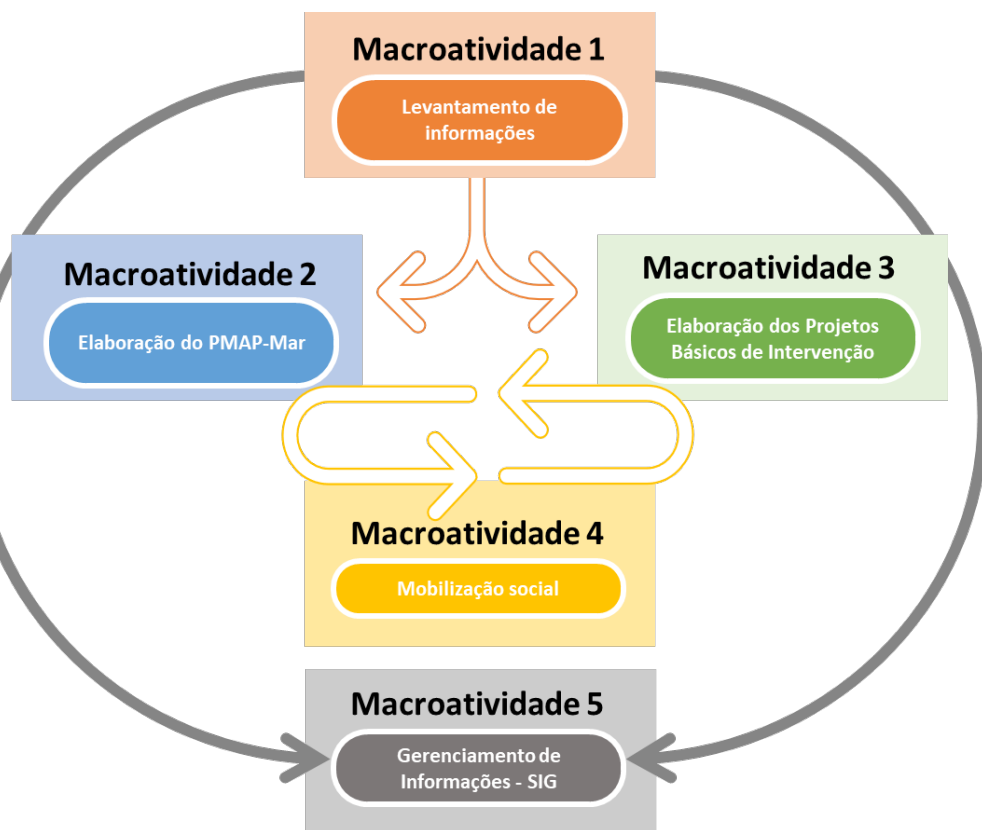 Macroatividade 1
Levantamento de
informações
Macroatividade 2
Elaboração do PMAP-Mar
Macroatividade 3
Elaboração dos Projetos
Básicos de Intervenção
Macroatividade 4
Mobilização social
Macroatividade 5
Gerenciamento de
Informações - SIG